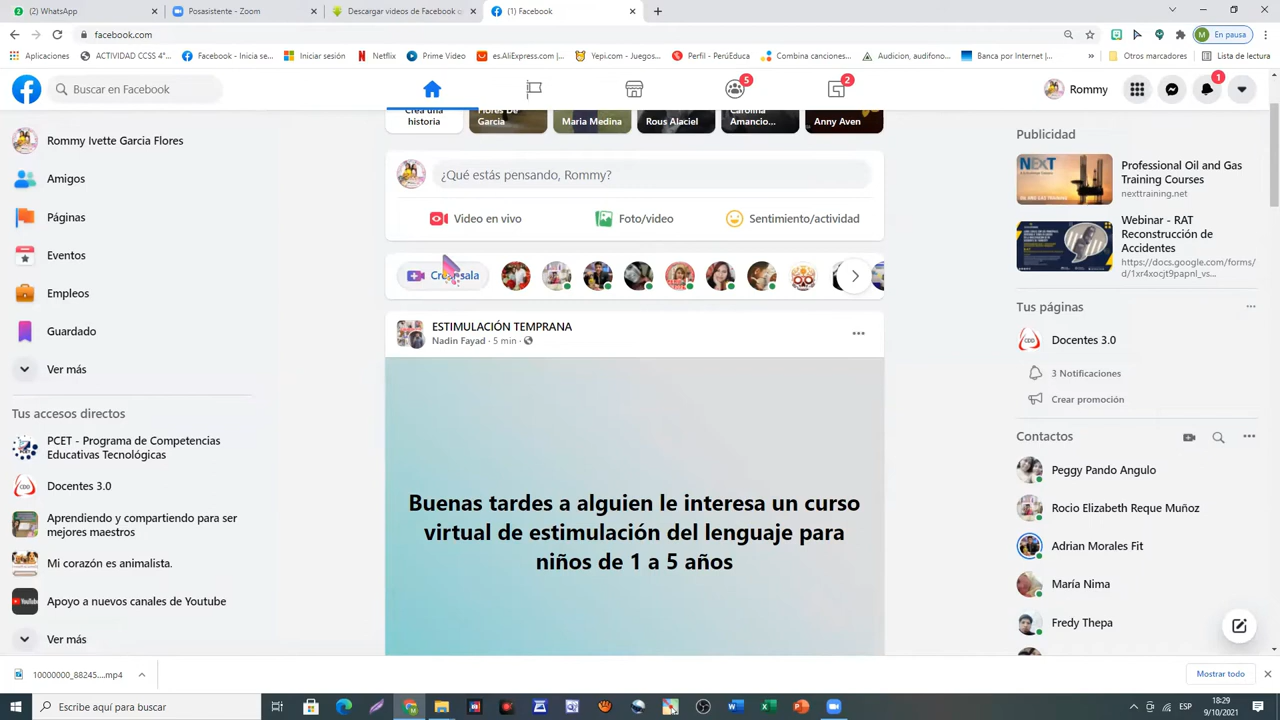 (2) WhatsApp
Posasistente - Zoom
Descargar videos de Facebook o
(1) Facebook
facebook.com
En pausa
Aplicaciones
ACTIVIDAD CCSS 4°...
Facebook - Inicia se...
Iniciar sesión
Netflix
Prime Video
es.AliExpress.com |...
Yepi.com - Juegos...
Perfil - PerúEduca
Combina canciones...
Audicion, audifono...
Banca por Internet |...
Otros marcadores
Lista de lectura
Buscar en Facebook
5
2
Rommy
1
Rommy Ivette Garcia Flores
Amigos
Páginas
Eventos
Empleos
Guardado
Ver más
Tus accesos directos
PCET - Programa de Competencias
Educativas Tecnológicas
Docentes 3.0
Aprendiendo y compartiendo para ser
mejores maestros
Mi corazón es animalista.
Apoyo a nuevos canales de Youtube
Ver más
Crea una
historia
Flores De
Garcia
Maria Medina
Rous Alaciel
Carolina
Amancio...
Anny Aven
¿Qué estás pensando, Rommy?
Video en vivo
Foto/video
Sentimiento/actividad
ESTIMULACIÓN TEMPRANA
Nadin Fayad · 5 min ·
Buenas tardes a alguien le interesa un curso
virtual de estimulación del lenguaje para
niños de 1 a 5 años
Publicidad
NEXT
Professional Oil and Gas
Training Courses
nexttraining.net
Webinar - RAT
Reconstrucción de
Accidentes
https://docs.google.com/forms/
d/1xr4xocjt9papnl_vs...
Tus páginas
Docentes 3.0
3 Notificaciones
Crear promoción
Contactos
Peggy Pando Angulo
Rocio Elizabeth Reque Muñoz
Adrian Morales Fit
María Nima
Fredy Thepa
10000000_88245....mp4
Mostrar todo
Escribe aquí para buscar
ESP
18:29
9/10/2021